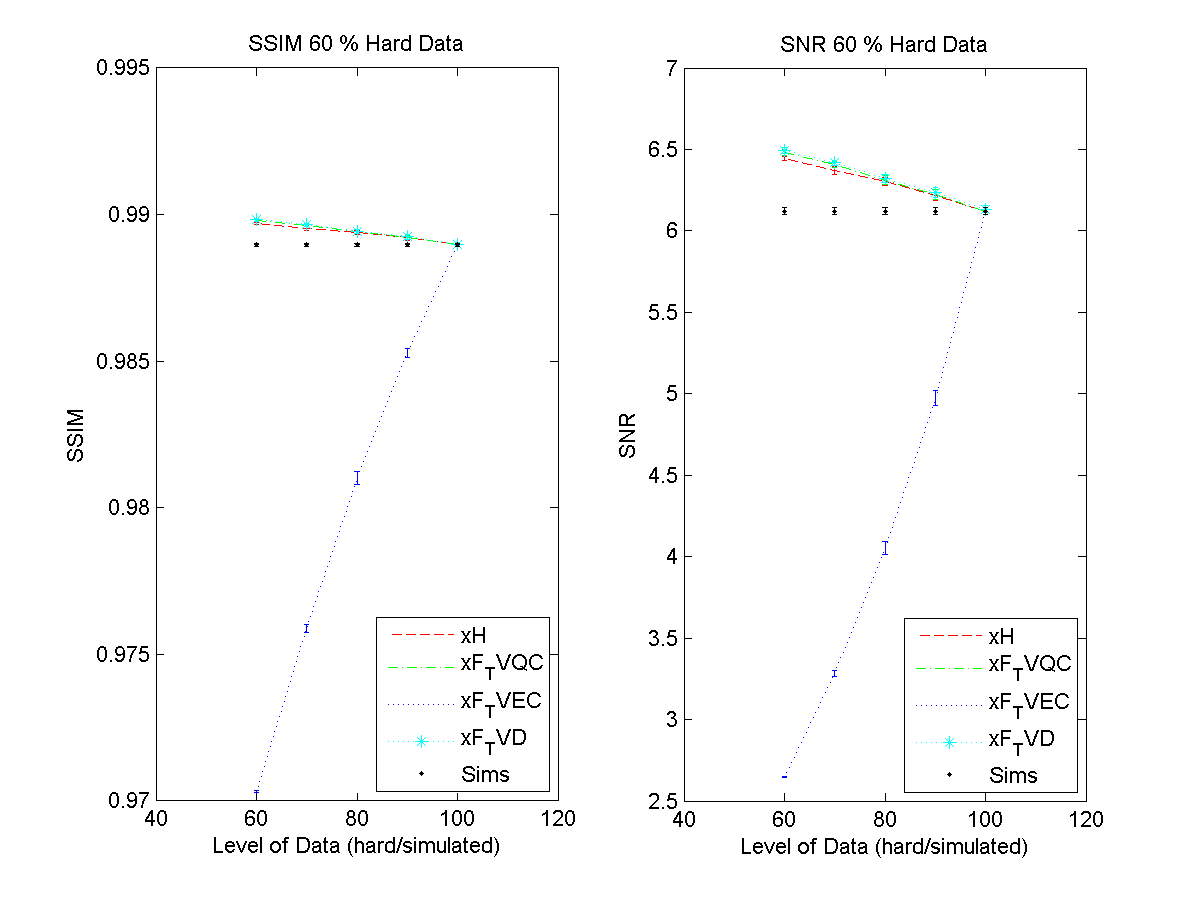 SSIM 60 % Hard Data
0.995
0.99
0.985
0.98
0.975
0.97
40 60 80 100 120
SSIM
Level of Data (hard/simulated)
xH
xF_TVQC
xF_TVEC
xF_TVD
Sims
SNR 60 % Hard Data
7
6.5
6
5.5
5
4.5
4
3.5
3
2.5
40 60 80 100 120
SNR
Level of Data (hard/simulated)
xH
xF_TVQC
xF_TVEC
xF_TVD
Sims